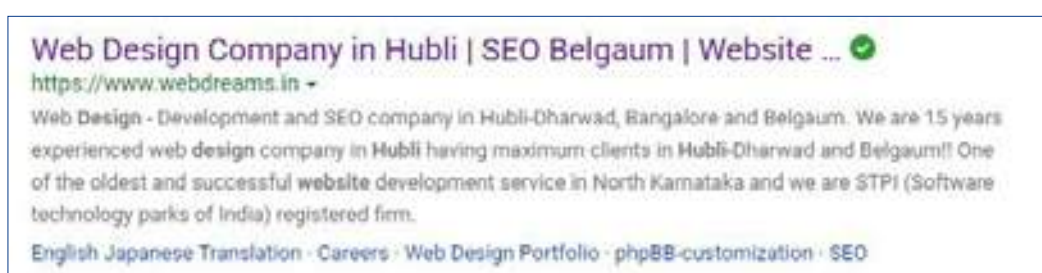 Web Design Company in Hubli | SEO Belgaum | Website ...
https://www.webdreams.in
Web Design - Development and SEO company in Hubli-Dharwad, Bangalore and Belgaum. We are 15 years
experienced web design company in Hubli having maximum clients in Hubli-Dharwad and Belgaum!! One
of the oldest and successful website development service in North Karnataka and we are STPI (Software
technology parks of India) registered firm.
English Japanese Translation · Careers · Web Design Portfolio · phpBB-customization · SEO